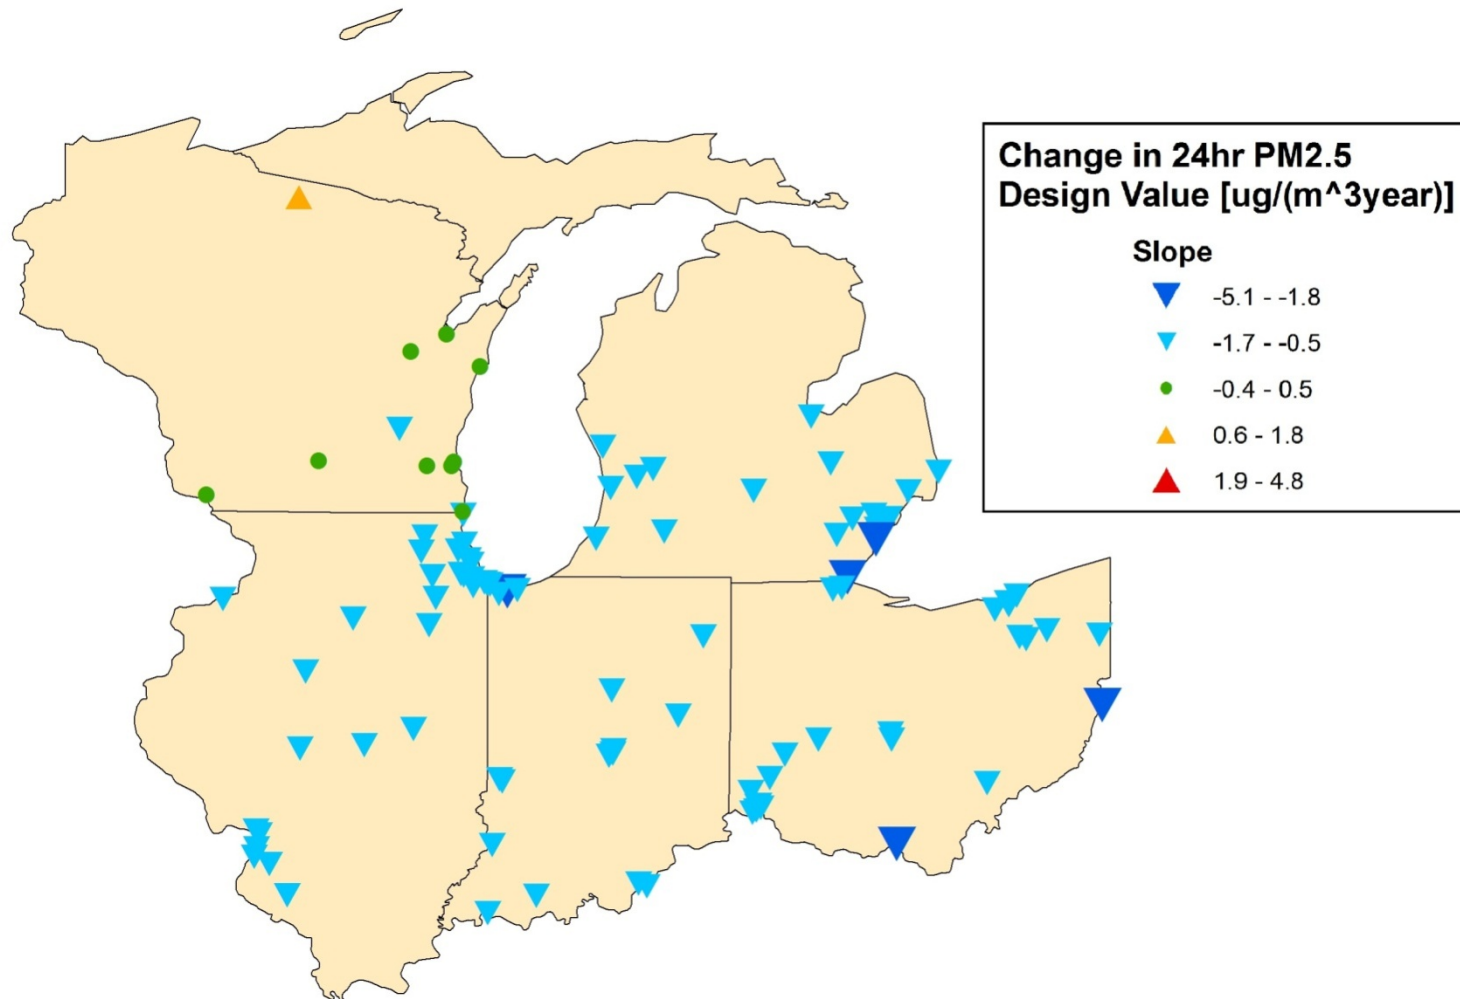 Change in 24hr PM2.5
Design Value [ug/(m^3year)]
Slope
-5.1 - -1.8
-1.7 - -0.5
-0.4 - 0.5
0.6 - 1.8
1.9 - 4.8